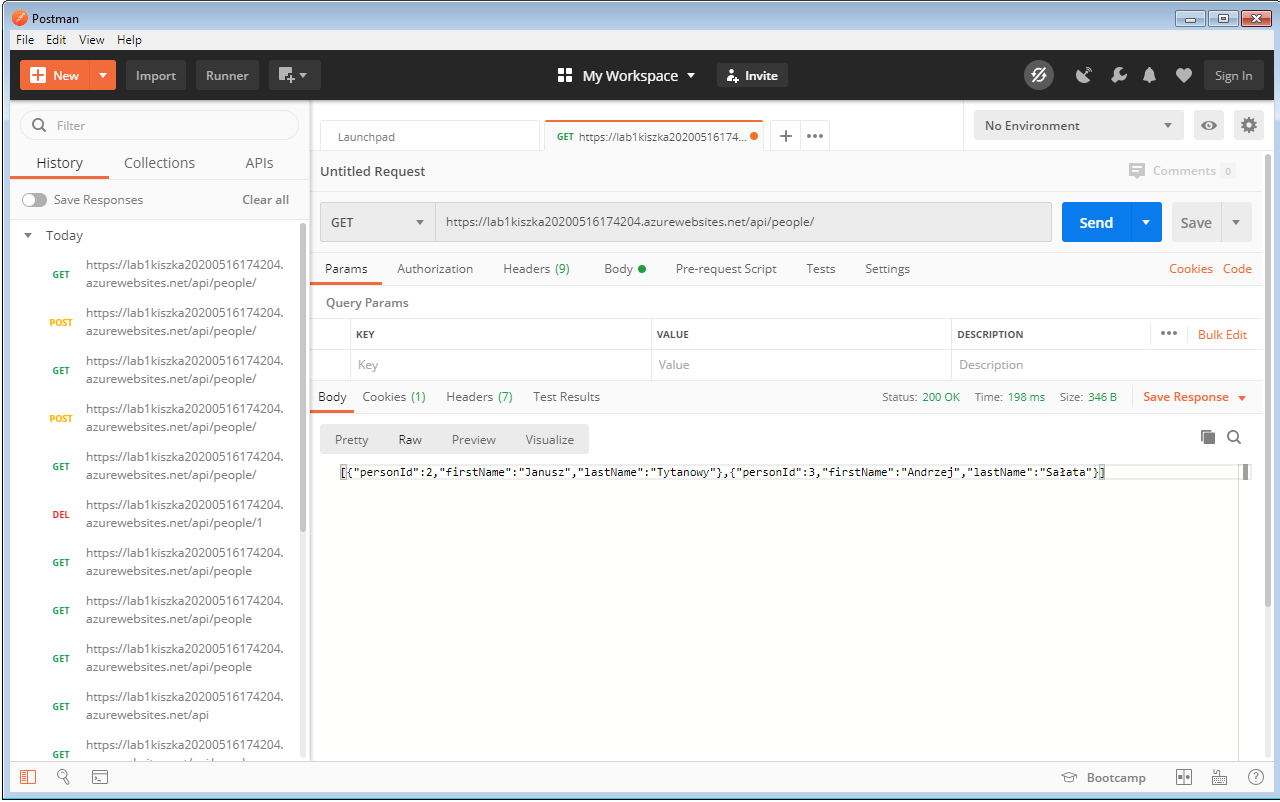 Postman
File Edit View Help
New Import Runner My Workspace Invite Sign In
Filter
History Collections APIs
Save Responses Clear all
Today
GET https://lab1kiszka20200516174204.
azurewebsites.net/api/people/
POST https://lab1kiszka20200516174204.
azurewebsites.net/api/people/
GET https://lab1kiszka20200516174204.
azurewebsites.net/api/people/
POST https://lab1kiszka20200516174204.
azurewebsites.net/api/people/
GET https://lab1kiszka20200516174204.
azurewebsites.net/api/people/
DEL https://lab1kiszka20200516174204.
azurewebsites.net/api/people/1
GET https://lab1kiszka20200516174204.
azurewebsites.net/api/people
GET https://lab1kiszka20200516174204.
azurewebsites.net/api/people
GET https://lab1kiszka20200516174204.
azurewebsites.net/api/people
GET https://lab1kiszka20200516174204.
azurewebsites.net/api
GET https://lab1kiszka20200516174204.
Launchpad GET https://lab1kiszka20200516174... No Environment
Untitled Request Comments 0
GET https://lab1kiszka20200516174204.azurewebsites.net/api/people/ Send Save
Params Authorization Headers (9) Body Pre-request Script Tests Settings Cookies Code
Query Params
KEY VALUE DESCRIPTION Bulk Edit
Key Value Description
Body Cookies (1) Headers (7) Test Results Status: 200 OK Time: 198 ms Size: 346 B Save Response
Pretty Raw Preview Visualize
[{"personId":2,"firstName":"Janusz","lastName":"Tytanowy"},{"personId":3,"firstName":"Andrzej","lastName":"Sałata"}]
Bootcamp